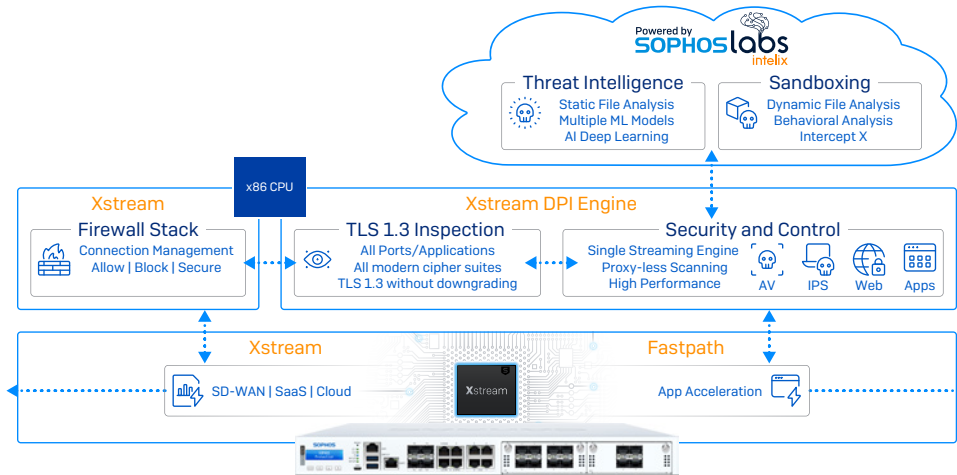 Powered by
SOPHOSlabs
intelix
Threat Intelligence
Static File Analysis
Multiple ML Models
AI Deep Learning
Sandboxing
Dynamic File Analysis
Behavioral Analysis
Intercept X
x86 CPU
Xstream
Firewall Stack
Connection Management
Allow | Block | Secure
Xstream DPI Engine
TLS 1.3 Inspection
All Ports/Applications
All modern cipher suites
TLS 1.3 without downgrading
Security and Control
Single Streaming Engine
Proxy-less Scanning
High Performance
AV
IPS
Web
Apps
Xstream
Fastpath
SD-WAN | SaaS | Cloud
Xstream
App Acceleration
SOPHOS